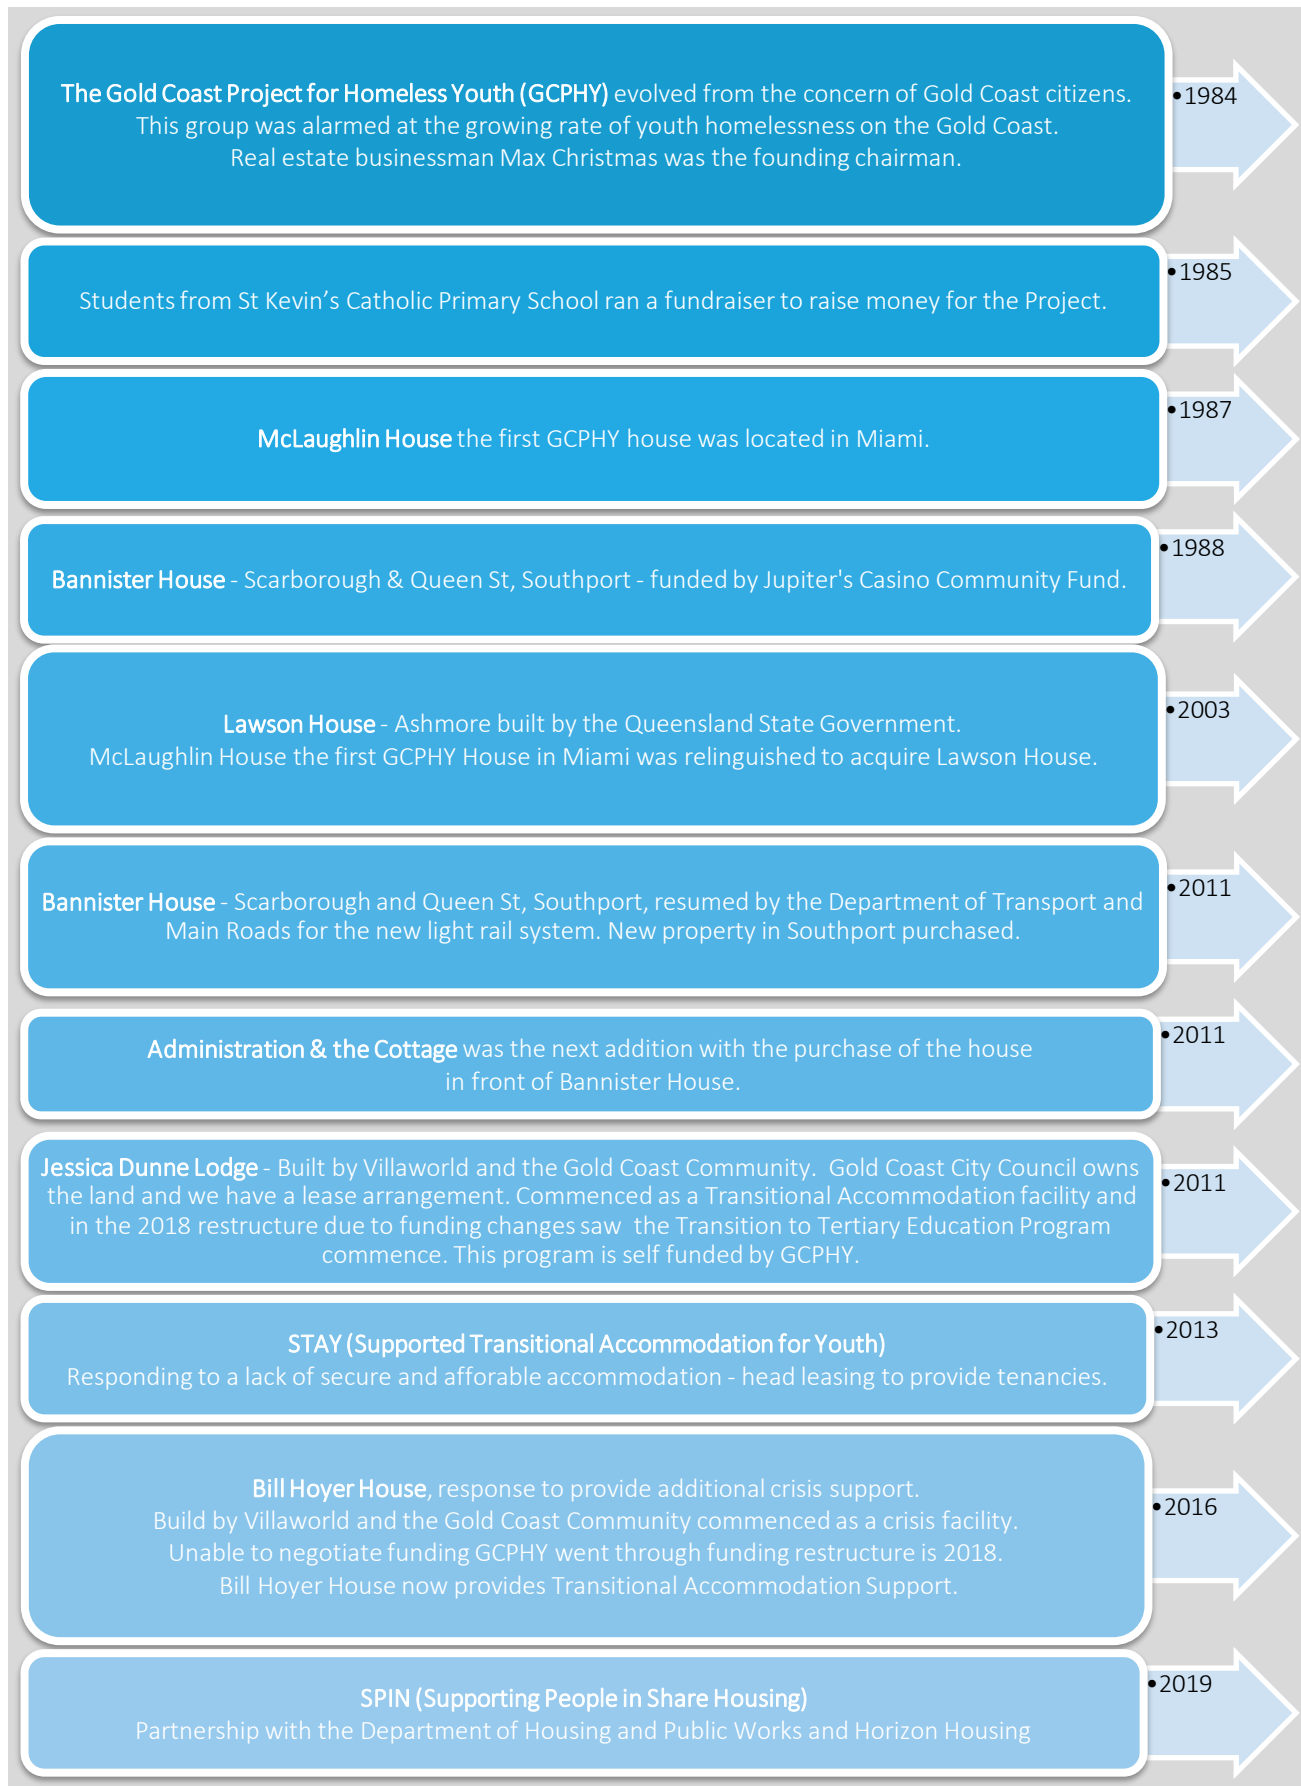 The Gold Coast Project for Homeless Youth (GCPHY) evolved from the concern of Gold Coast citizens.
This group was alarmed at the growing rate of youth homelessness on the Gold Coast.
Real estate businessman Max Christmas was the founding chairman.
•1984
Students from St Kevin’s Catholic Primary School ran a fundraiser to raise money for the Project.
•1985
McLaughlin House the first GCPHY house was located in Miami.
•1987
Bannister House - Scarborough & Queen St, Southport - funded by Jupiter's Casino Community Fund.
•1988
Lawson House - Ashmore built by the Queensland State Government.
McLaughlin House the first GCPHY House in Miami was relinguished to acquire Lawson House.
•2003
Bannister House - Scarborough and Queen St, Southport, resumed by the Department of Transport and
Main Roads for the new light rail system. New property in Southport purchased.
•2011
Administration & the Cottage was the next addition with the purchase of the house
in front of Bannister House.
•2011
Jessica Dunne Lodge - Built by Villaworld and the Gold Coast Community.  Gold Coast City Council owns
the land and we have a lease arrangement. Commenced as a Transitional Accommodation facility and
in the 2018 restructure due to funding changes saw  the Transition to Tertiary Education Program
commence. This program is self funded by GCPHY.
•2011
STAY (Supported Transitional Accommodation for Youth)
Responding to a lack of secure and afforable accommodation - head leasing to provide tenancies.
•2013
Bill Hoyer House, response to provide additional crisis support.
Build by Villaworld and the Gold Coast Community commenced as a crisis facility.
Unable to negotiate funding GCPHY went through funding restructure is 2018.
Bill Hoyer House now provides Transitional Accommodation Support.
•2016
SPIN (Supporting People in Share Housing)
Partnership with the Department of Housing and Public Works and Horizon Housing
•2019